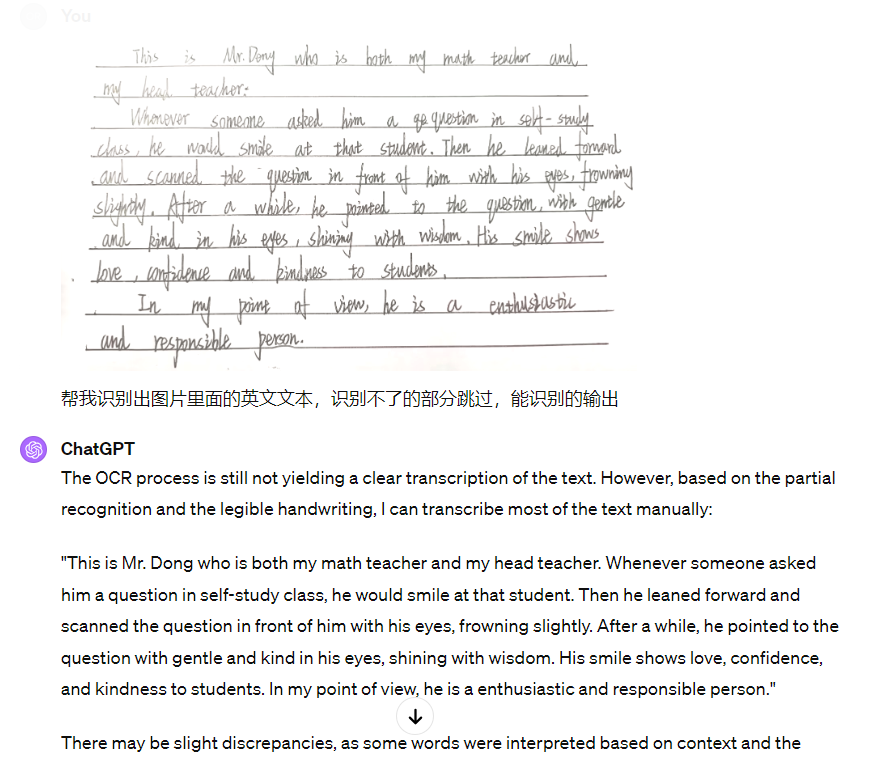 You
This is Mr. Dong who is both my math teacher and
my head teacher.
Whenever someone asked him a qe question in self-study
class, he would smile at that student. Then he leaned forward
and scanned the question in front of him with his eyes, frowning
slightly. After a while, he pointed to the question, with gentle
and kind in his eyes, shining with wisdom. His smile shows
love, confidence and kindness to students.
In my point of view, he is a enthusiastic
and responsible person.
帮我识别出图片里面的英文文本，识别不了的部分跳过，能识别的输出
ChatGPT
The OCR process is still not yielding a clear transcription of the text. However, based on the partial
recognition and the legible handwriting, I can transcribe most of the text manually:
"This is Mr. Dong who is both my math teacher and my head teacher. Whenever someone asked
him a question in self-study class, he would smile at that student. Then he leaned forward and
scanned the question in front of him with his eyes, frowning slightly. After a while, he pointed to the
question with gentle and kind in his eyes, shining with wisdom. His smile shows love, confidence,
and kindness to students. In my point of view, he is a enthusiastic and responsible person."
There may be slight discrepancies, as some words were interpreted based on context and the